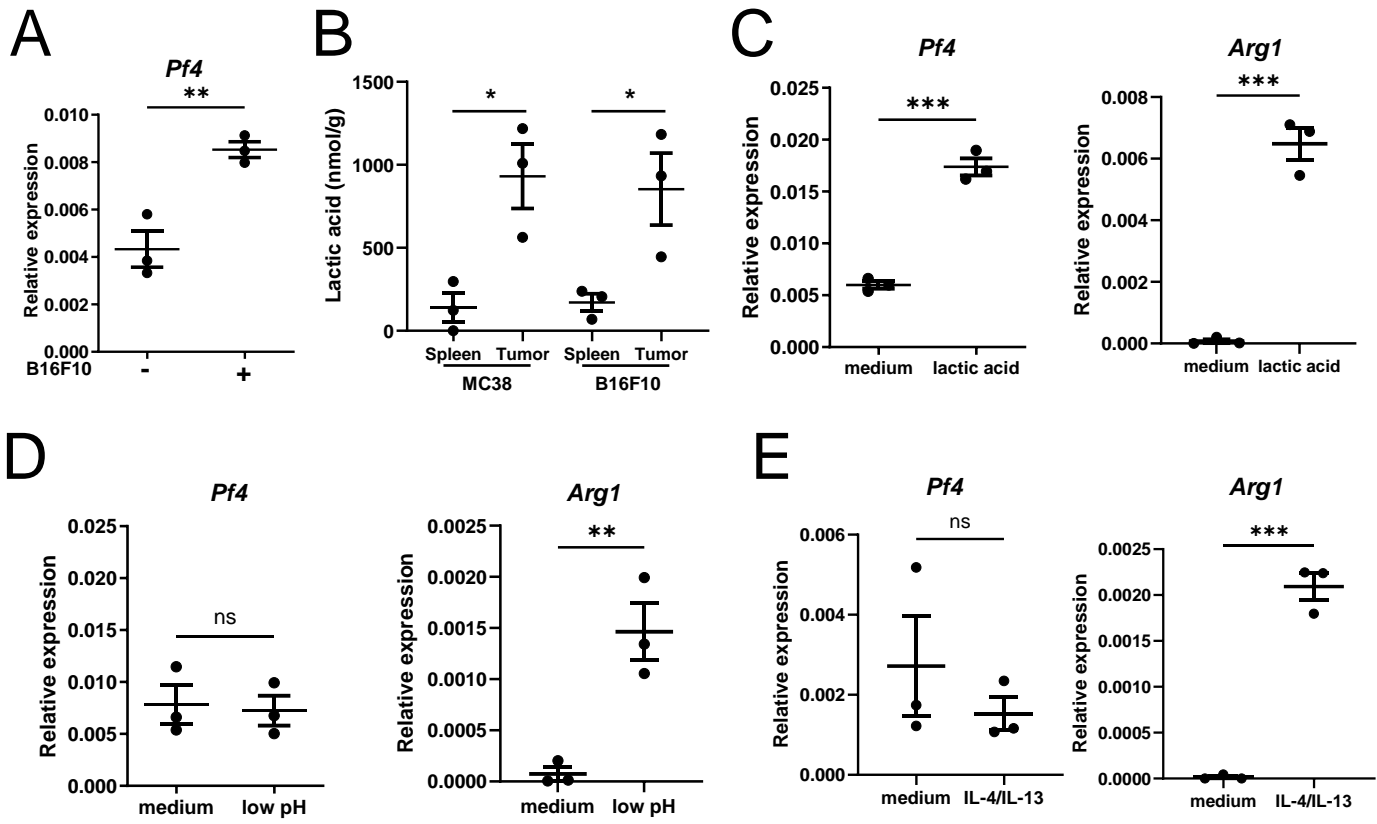 A
Pf4
**
Relative expression
0.010
0.008
0.006
0.004
0.002
0.000
B16F10
-
+
B
Lactic acid (nmol/g)
1500
1000
500
0
*
*
Spleen Tumor Spleen Tumor
MC38 B16F10
C
Pf4
***
Relative expression
0.025
0.020
0.015
0.010
0.005
0.000
medium lactic acid
Arg1
***
Relative expression
0.008
0.006
0.004
0.002
0.000
medium lactic acid
D
Pf4
ns
Relative expression
0.025
0.020
0.015
0.010
0.005
0.000
medium low pH
Arg1
**
Relative expression
0.0025
0.0020
0.0015
0.0010
0.0005
0.0000
medium low pH
E
Pf4
ns
Relative expression
0.006
0.004
0.002
0.000
medium IL-4/IL-13
Arg1
***
Relative expression
0.0025
0.0020
0.0015
0.0010
0.0005
0.0000
medium IL-4/IL-13